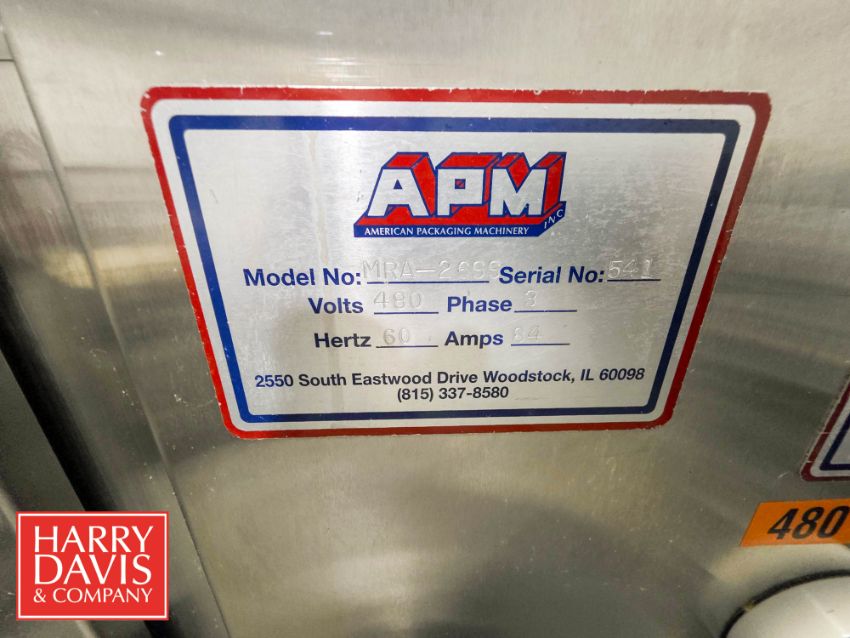 APM INC
AMERICAN PACKAGING MACHINERY
Model No: Serial No: 541
Volts 480 Phase 3
Hertz 60 Amps
2550 South Eastwood Drive Woodstock, IL 60098
(815) 337-8580
480
HARRY
DAVIS
& COMPANY